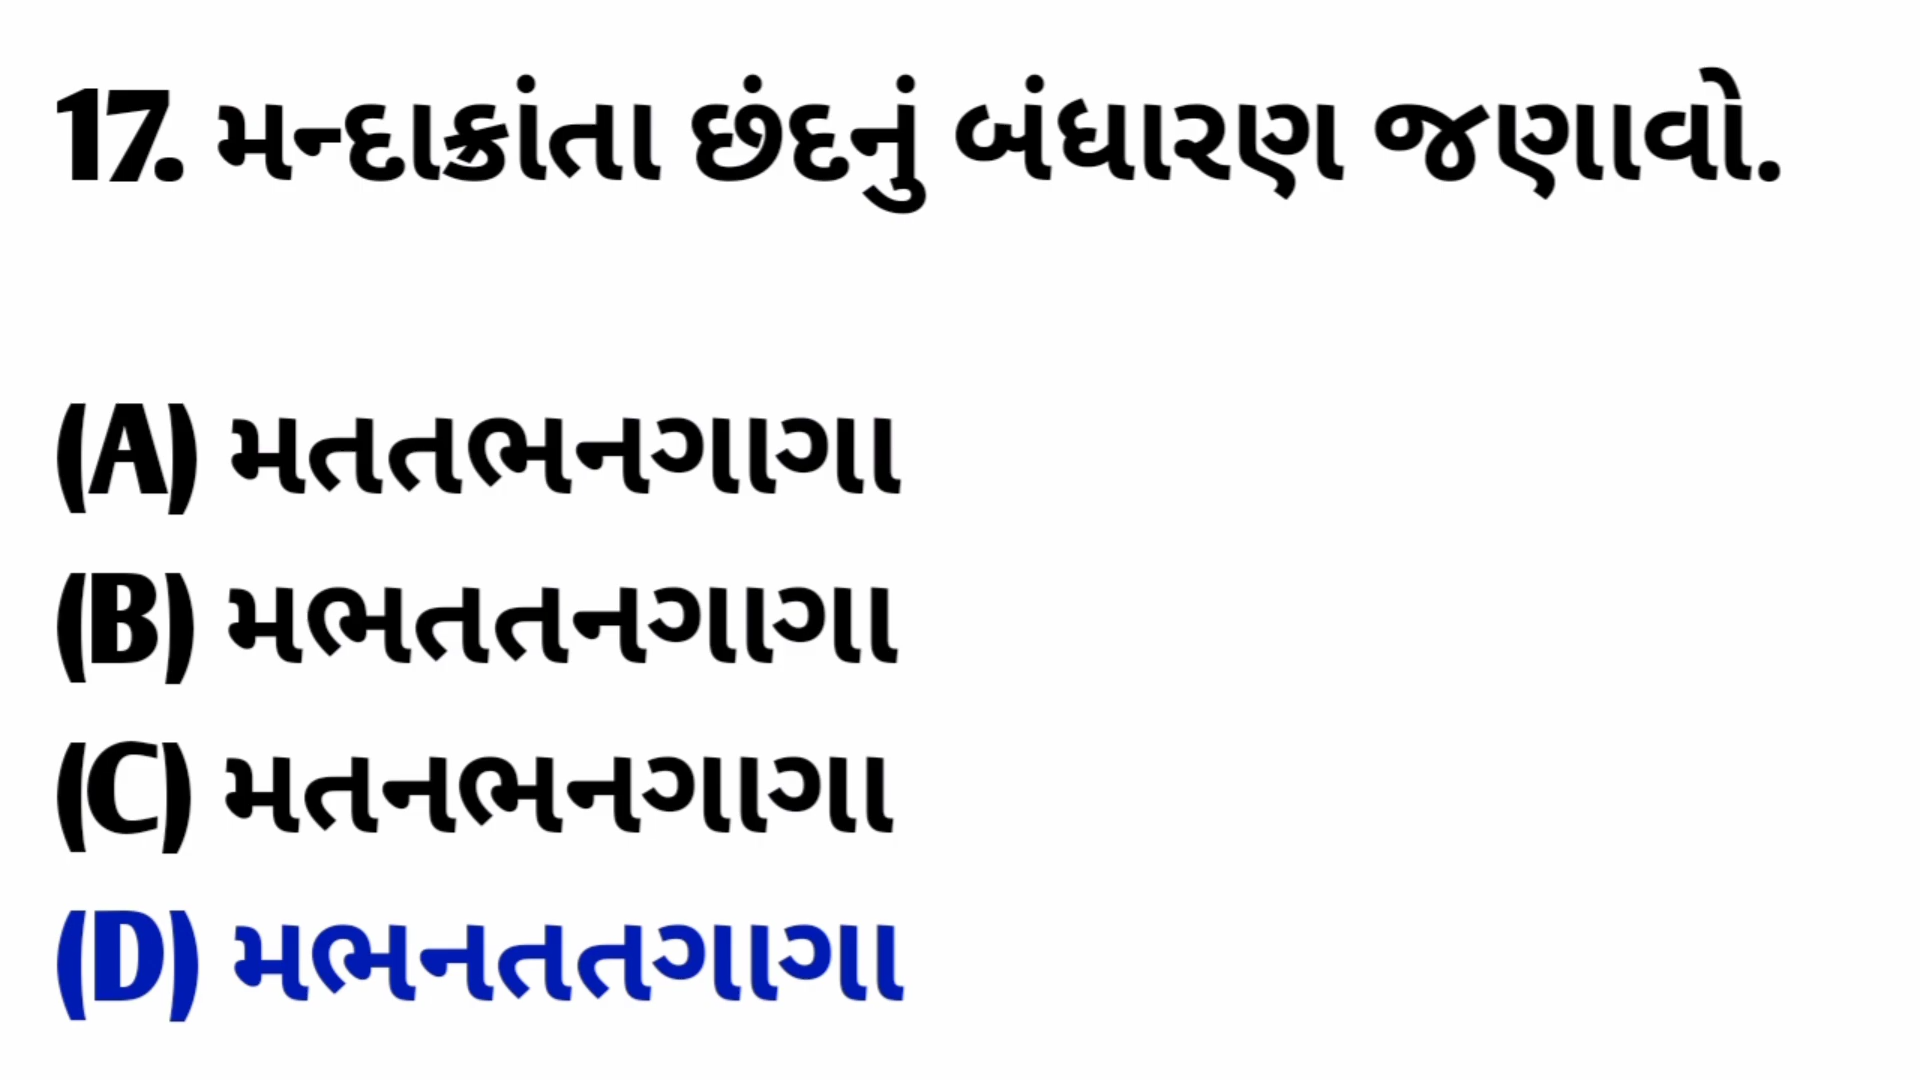 17. મન્દાક્રાંતા છંદનું બંધારણ જણાવો.
(A) મતતભનગાગા
(B) મભતતનગાગા
(C) મતનભનગાગા
(D) મભનતતગાગા